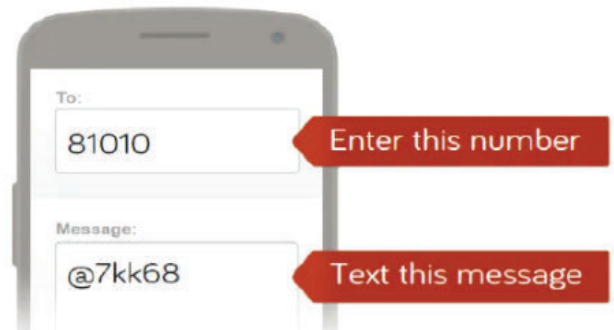 To:
81010
Enter this number
Message:
@7kk68
Text this message